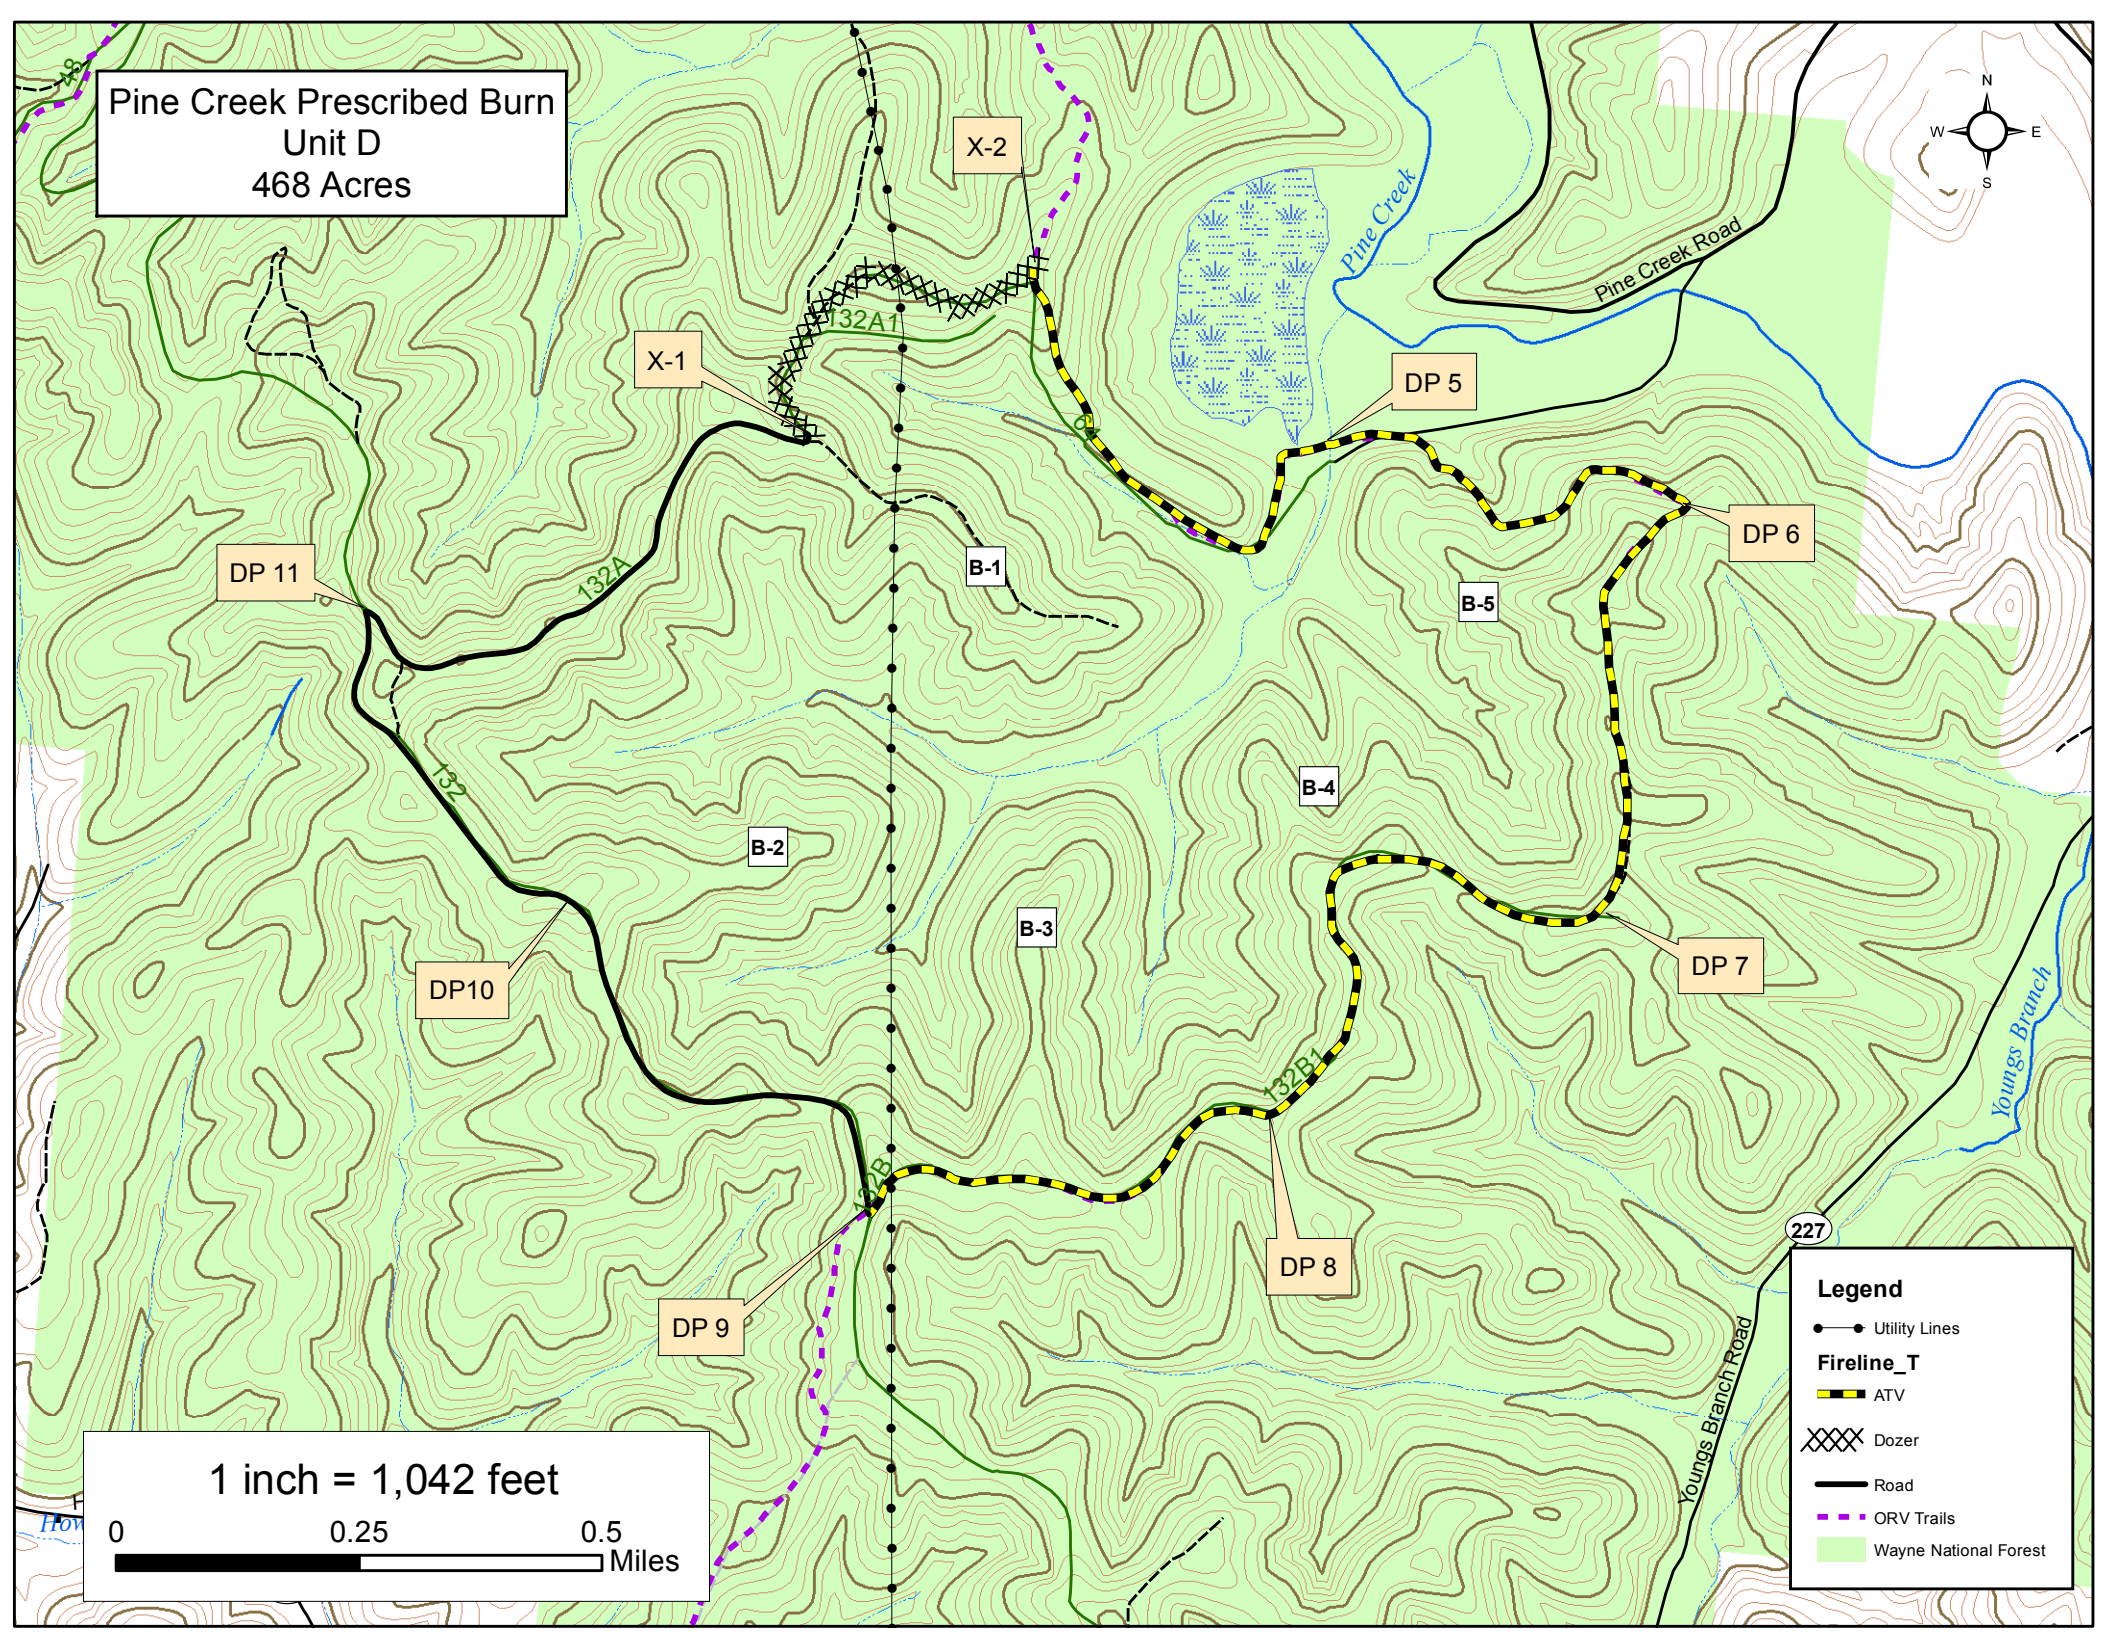 48
Pine Creek Prescribed Burn
Unit D
468 Acres
N
W
E
S
X-2
Pine Creek
Pine Creek Road
132A1
X-1
DP 5
DP 6
DP 11
132A
B-1
B-5
132
B-4
B-2
B-3
DP10
DP 7
Youngs Branch
132B1
132B
227
DP 8
DP 9
Youngs Branch Road
Legend
Utility Lines
Fireline_T
ATV
Dozer
Road
ORV Trails
Wayne National Forest
1 inch = 1,042 feet
0
0.25
0.5
Miles